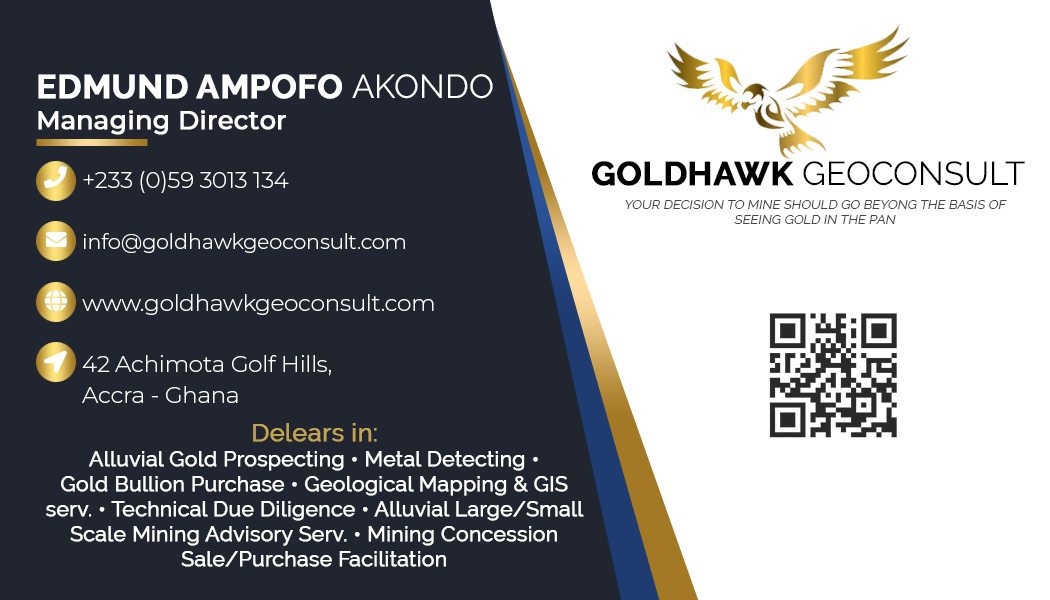 EDMUND AMPOFO AKONDO
Managing Director
+233 (0)59 3013 134
info@goldhawkgeoconsult.com
www.goldhawkgeoconsult.com
42 Achimota Golf Hills,
Accra - Ghana
Delears in:
Alluvial Gold Prospecting • Metal Detecting •
Gold Bullion Purchase • Geological Mapping & GIS
serv. • Technical Due Diligence • Alluvial Large/Small
Scale Mining Advisory Serv. • Mining Concession
Sale/Purchase Facilitation
GOLDHAWK GEOCONSULT
YOUR DECISION TO MINE SHOULD GO BEYONG THE BASIS OF
SEEING GOLD IN THE PAN